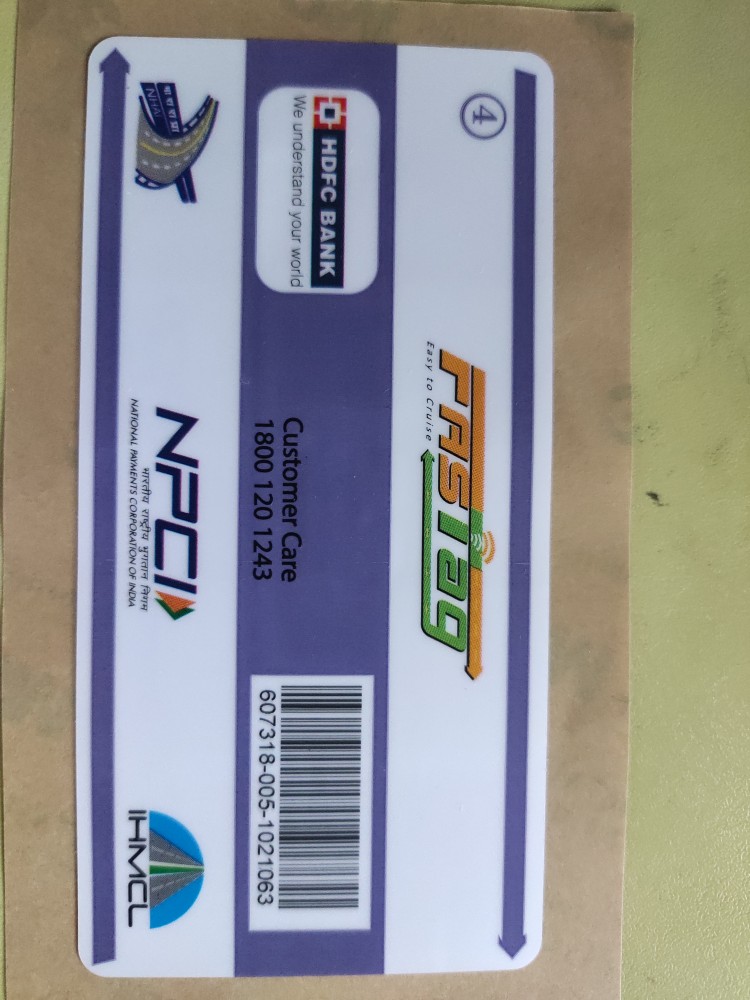 4
FASTag
Easy to Cruise
HDFC BANK
We understand your world
Customer Care
1800 120 1243
607318-005-1021063
भा रा रा प्रा
NHAI
NPCI
भारतीय राष्ट्रीय भुगतान निगम
NATIONAL PAYMENTS CORPORATION OF INDIA
IHMCL